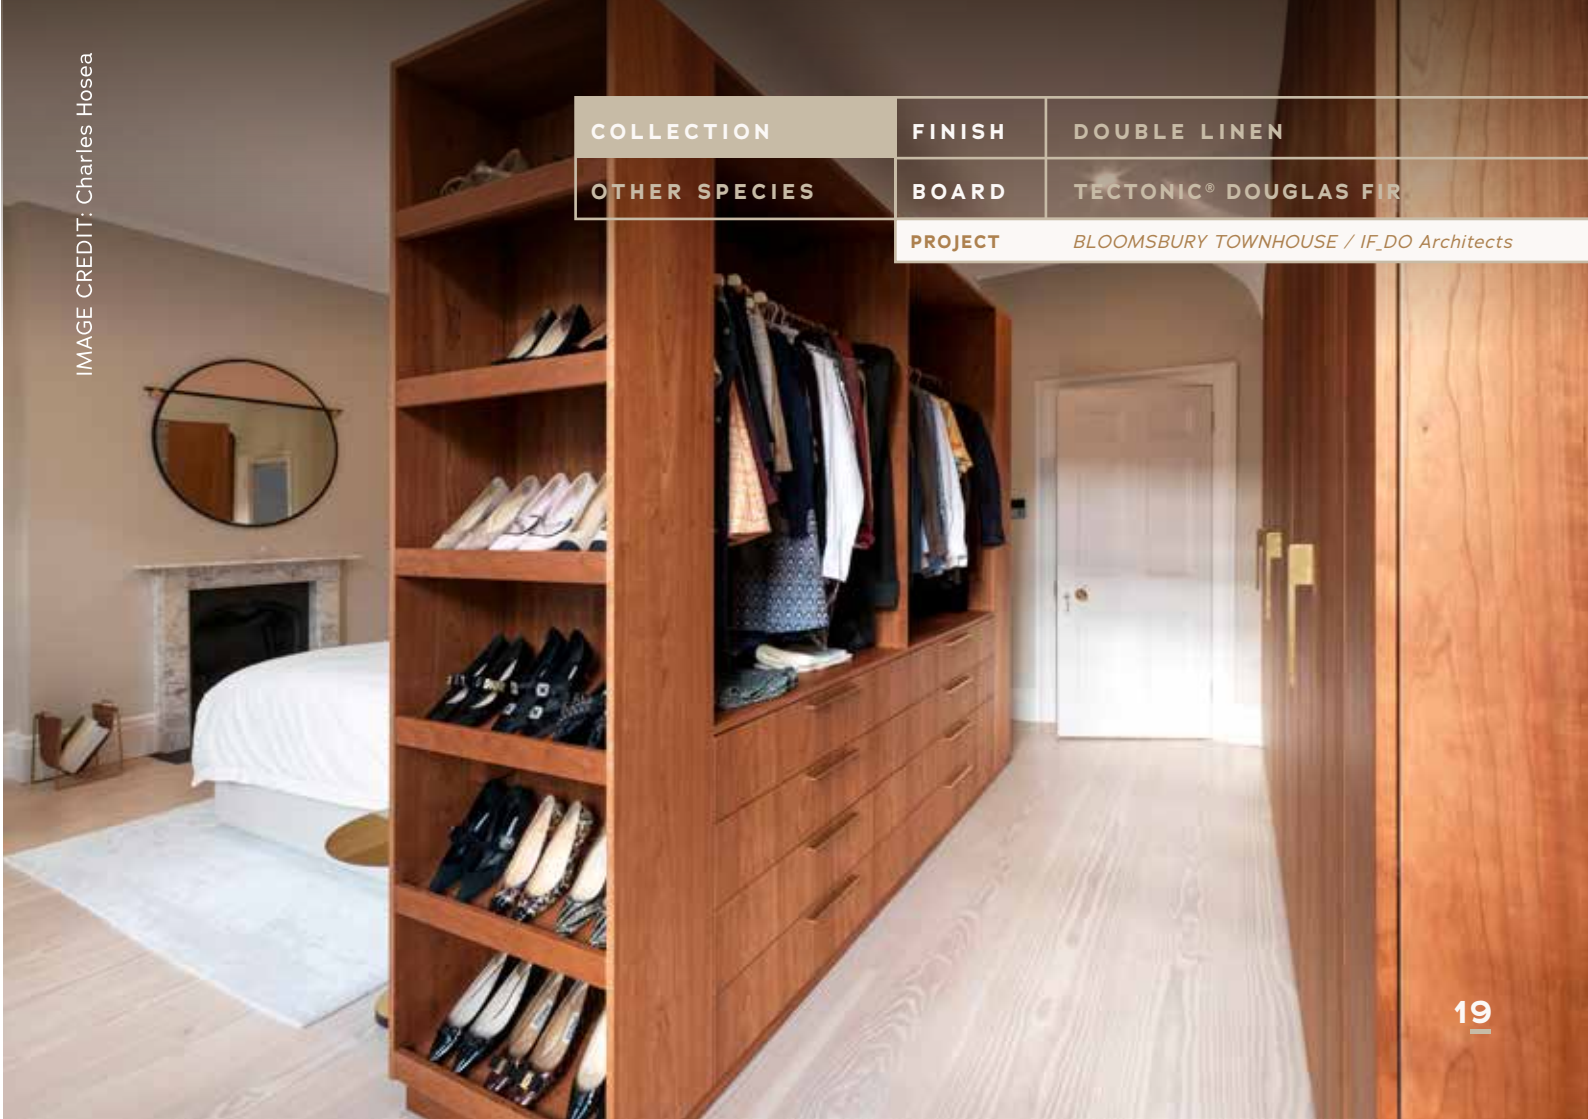 IMAGE CREDIT: Charles Hosea
COLLECTION
FINISH
DOUBLE LINEN
OTHER SPECIES
BOARD
TECTONIC® DOUGLAS FIR
PROJECT
BLOOMSBURY TOWNHOUSE / IF_DO Architects
19